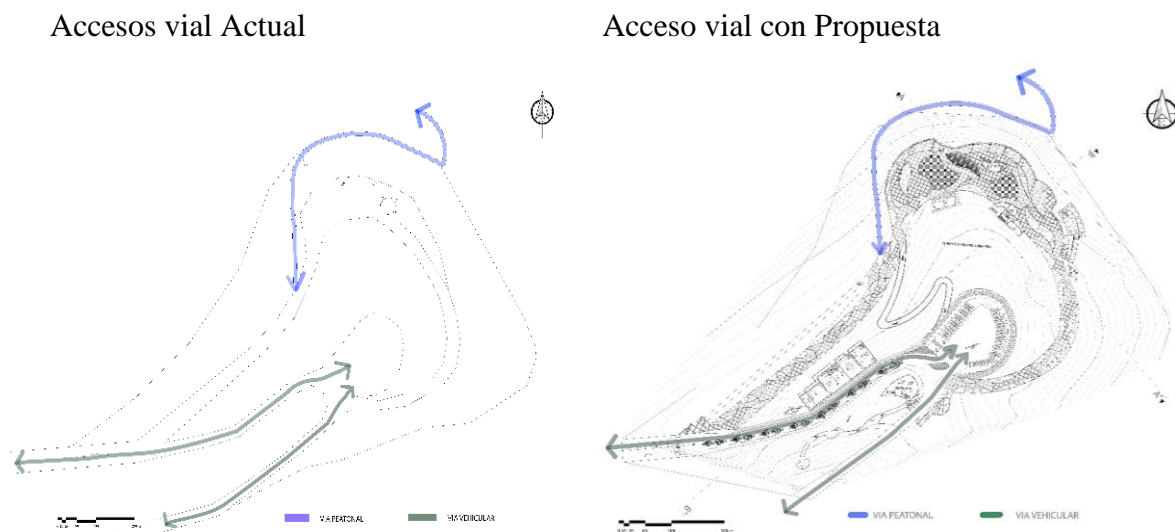 Accesos vial Actual
Acceso vial con Propuesta
VIA PEATONAL
VIA VEHICULAR
VIA PEATONAL
VIA VEHICULAR